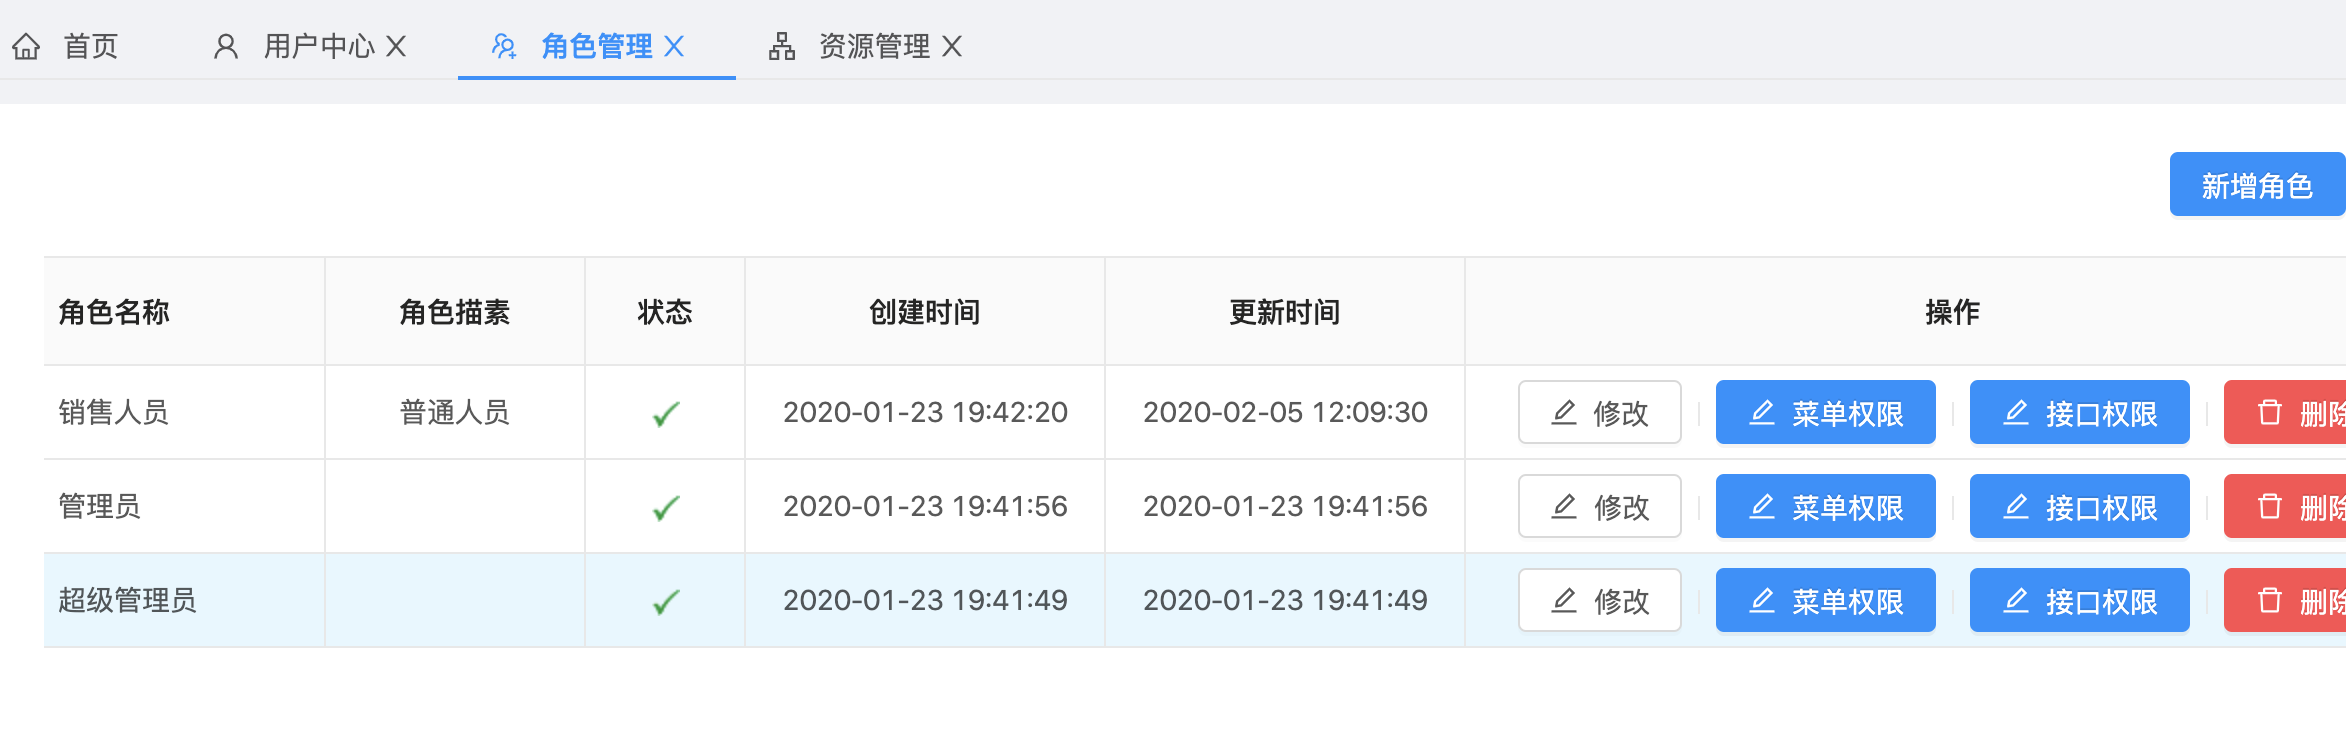 首页 用户中心 X 角色管理 X 资源管理 X
新增角色
角色名称 角色描素 状态 创建时间 更新时间 操作
销售人员 普通人员 2020-01-23 19:42:20 2020-02-05 12:09:30 修改 菜单权限 接口权限 删除
管理员 2020-01-23 19:41:56 2020-01-23 19:41:56 修改 菜单权限 接口权限 删除
超级管理员 2020-01-23 19:41:49 2020-01-23 19:41:49 修改 菜单权限 接口权限 删除